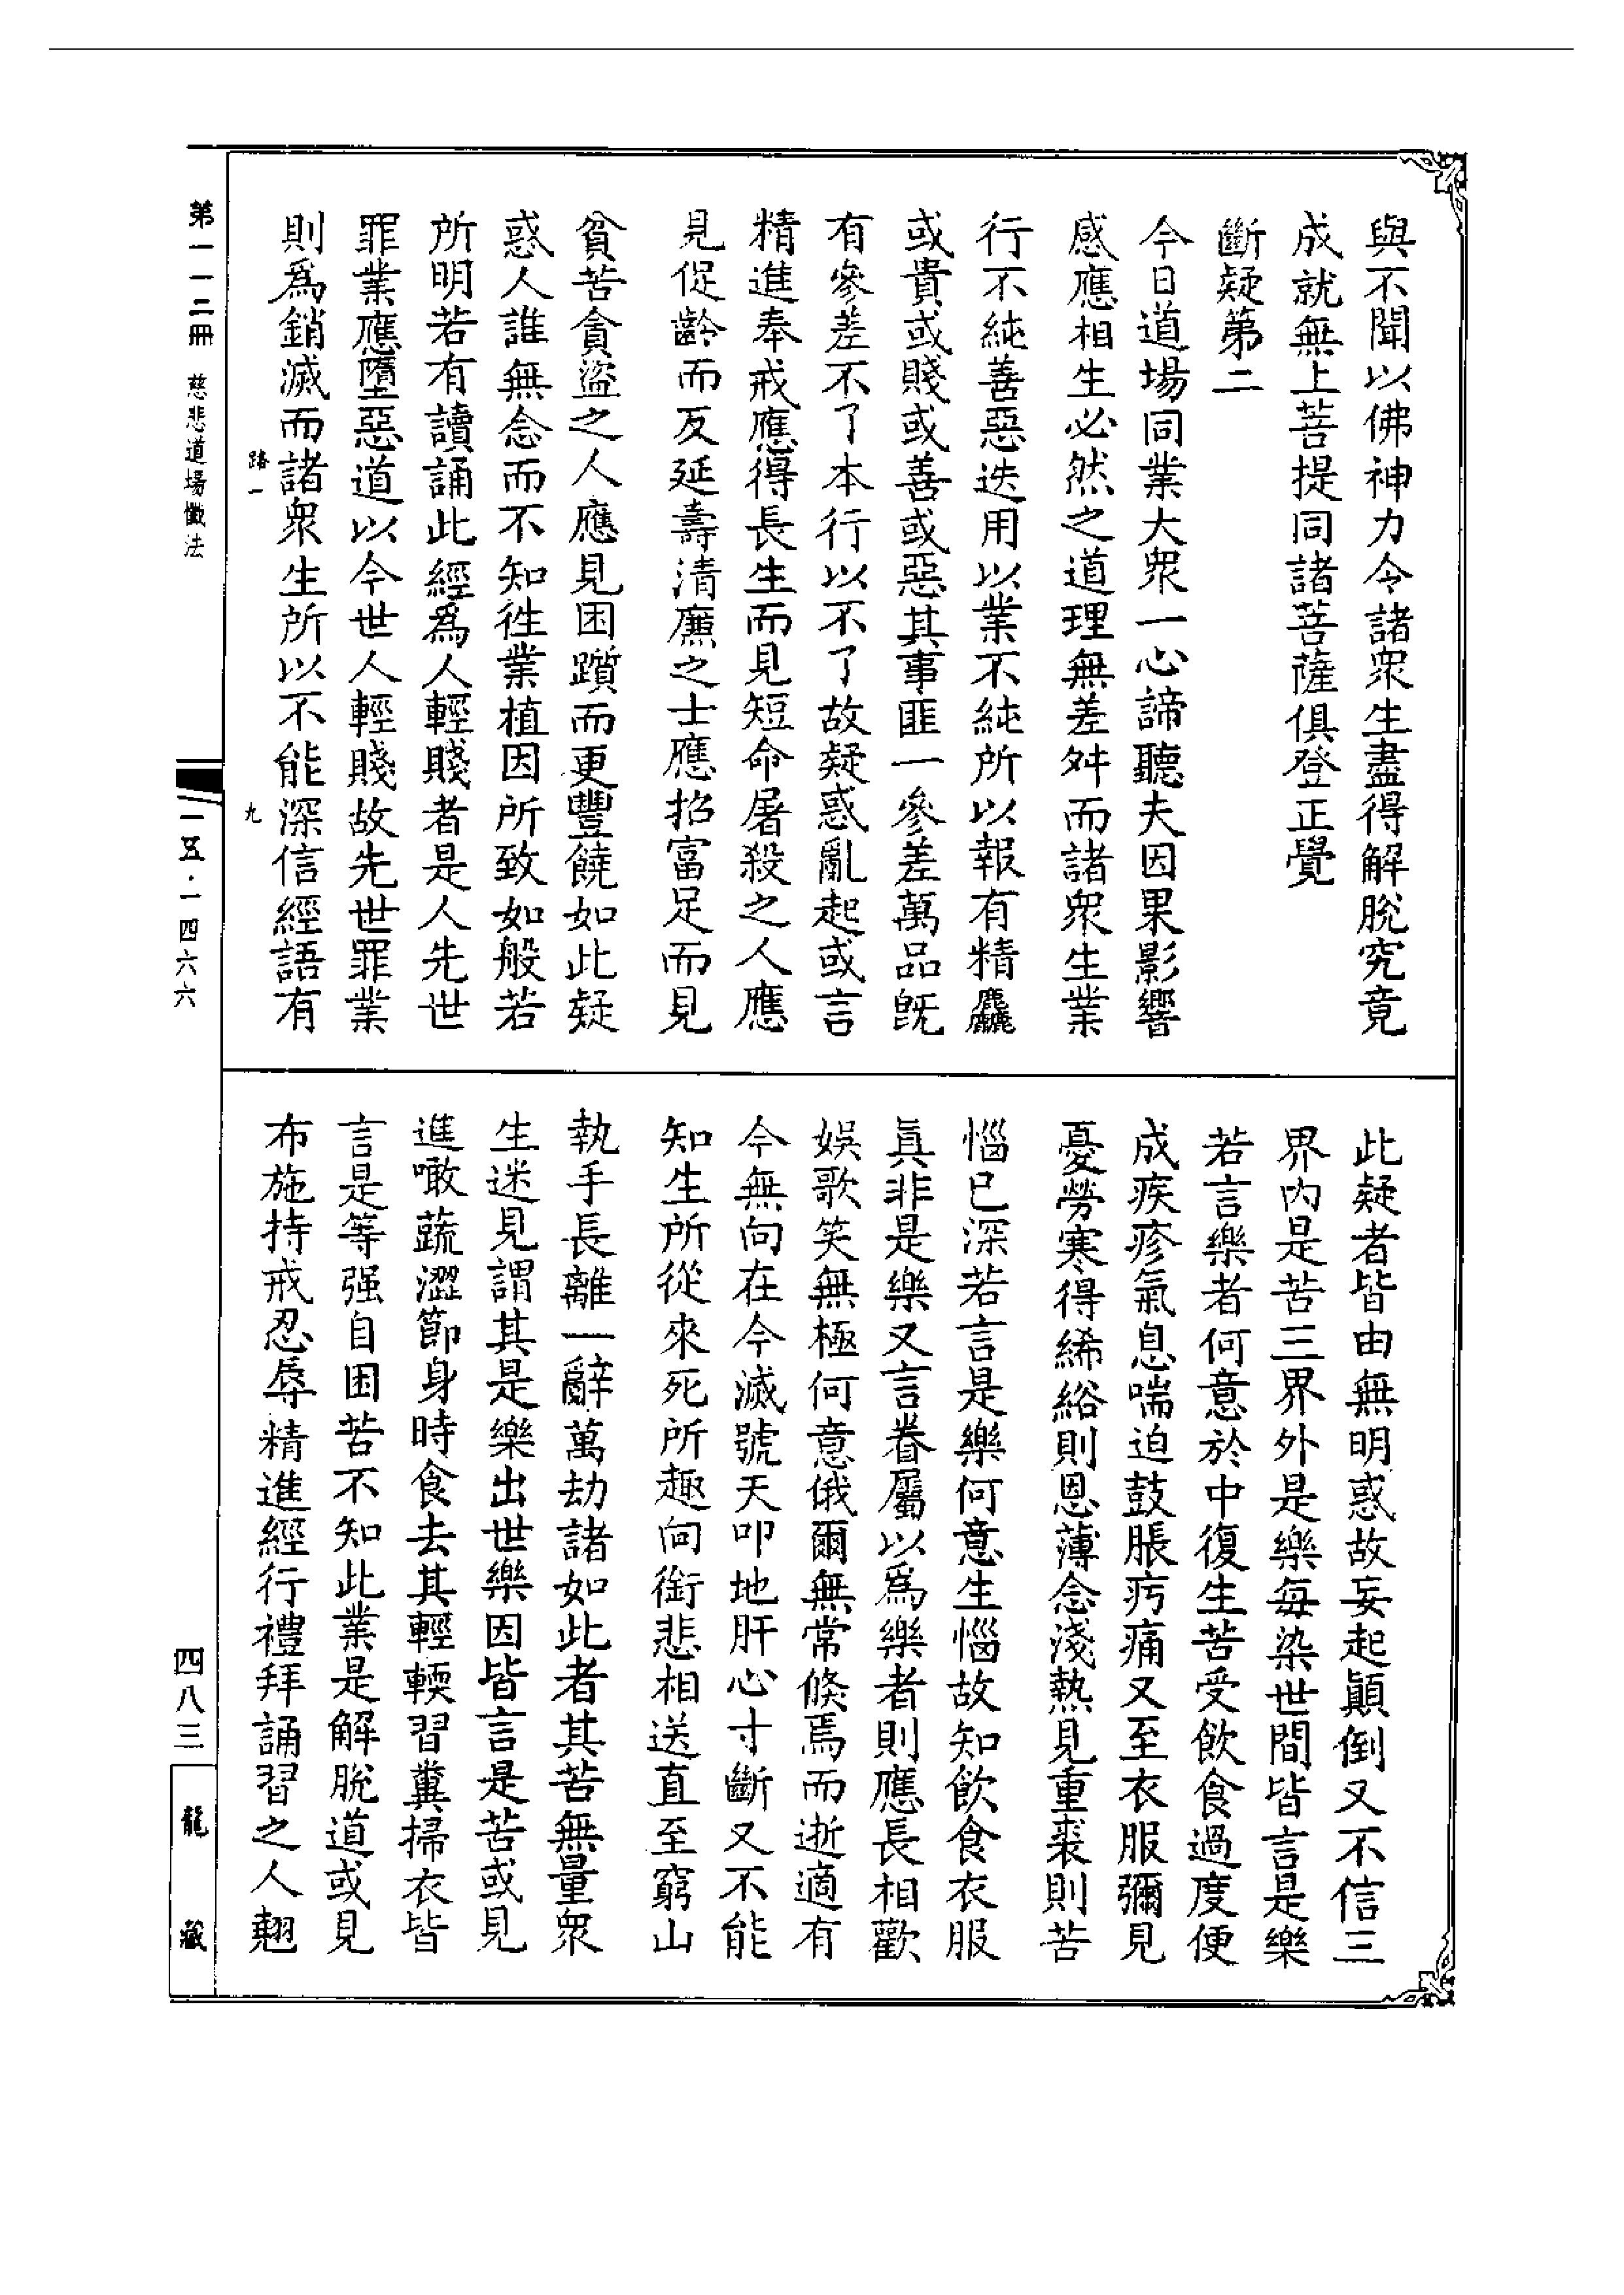 與不聞以佛神力令諸衆生盡得解脫究竟
成就無上菩提同諸菩薩俱登正覺
斷疑第二
今日道場同業大衆一心諦聽夫因果影響
感應相生必然之道理無差舛而諸衆生業
行不純善惡迭用以業不純所以報有精麤
或貴或賤或善或惡其事匪一參差萬品旣
有參差不了本行以不了故疑惑亂起或言
精進奉戒應得長生而見短命屠殺之人應
見促齡而反延壽清廉之士應招富足而見
貧苦貪盜之人應見困躓而更豐饒如此疑
惑人誰無念而不知徃業植因所致如般若
所明若有讀誦此經爲人輕賤者是人先世
罪業應墮惡道以今世人輕賤故先世罪業
則爲銷滅而諸衆生所以不能深信經語有
此疑者皆由無明惑故妄起顚倒又不信三
界內是苦三界外是樂每染世間皆言是樂
若言樂者何意於中復生苦受飲食過度便
成疾疹氣息喘迫鼓脹疞痛又至衣服彌見
憂勞寒得絺綌則恩薄念淺熱見重裘則苦
惱已深若言是樂何意生惱故知飲食衣服
眞非是樂又言眷屬以爲樂者則應長相歡
娛歌笑無極何意俄爾無常倏焉而逝適有
今無向在今滅號天叩地肝心寸斷又不能
知生所從來死所趣向銜悲相送直至窮山
執手長離一辭萬劫諸如此者其苦無量衆
生迷見謂其是樂出世樂因皆言是苦或見
進噉蔬澀節身時食去其輕輭習糞掃衣皆
言是等强自困苦不知此業是解脫道或見
布施持戒忍辱精進經行禮拜誦習之人翹
路一
九
第一一二冊 慈悲道場懺法
一五·一四六六
四八三
龍藏